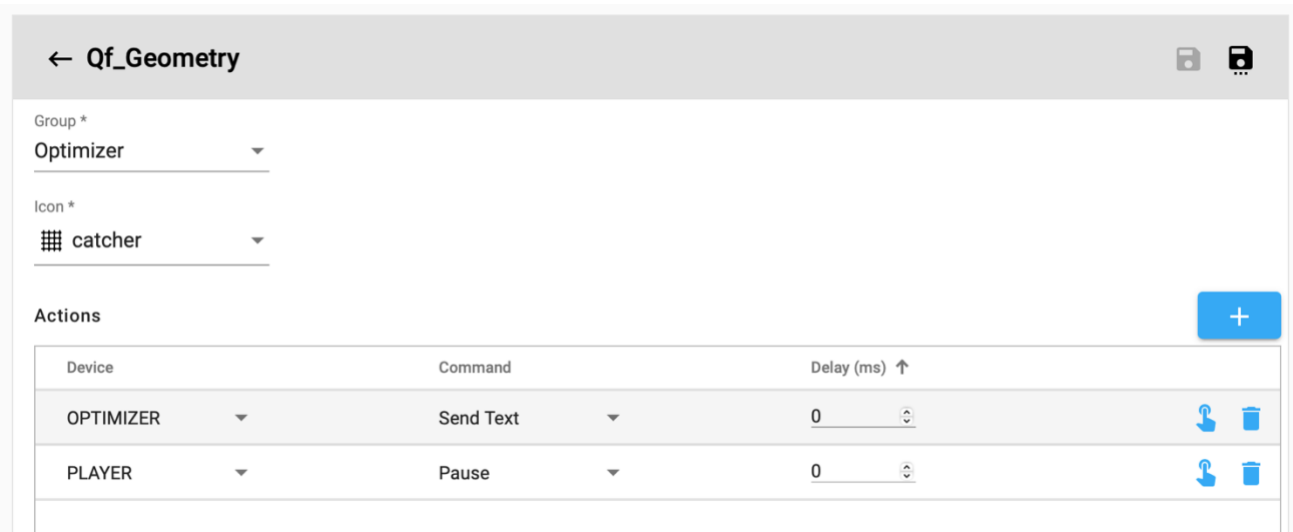 ← Qf_Geometry
Group *
Optimizer
Icon *
catcher
Actions
+
Device Command Delay (ms) ↑
OPTIMIZER Send Text 0
PLAYER Pause 0